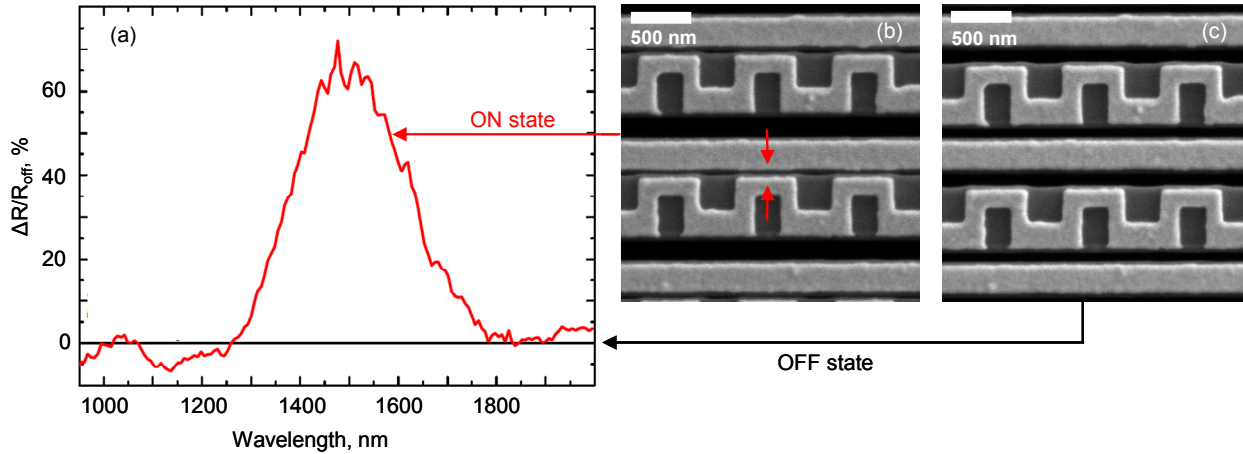 (a)
60
40
20
0
ΔR/R_off, %
1000 1200 1400 1600 1800
Wavelength, nm
ON state
500 nm
(b)
500 nm
(c)
OFF state